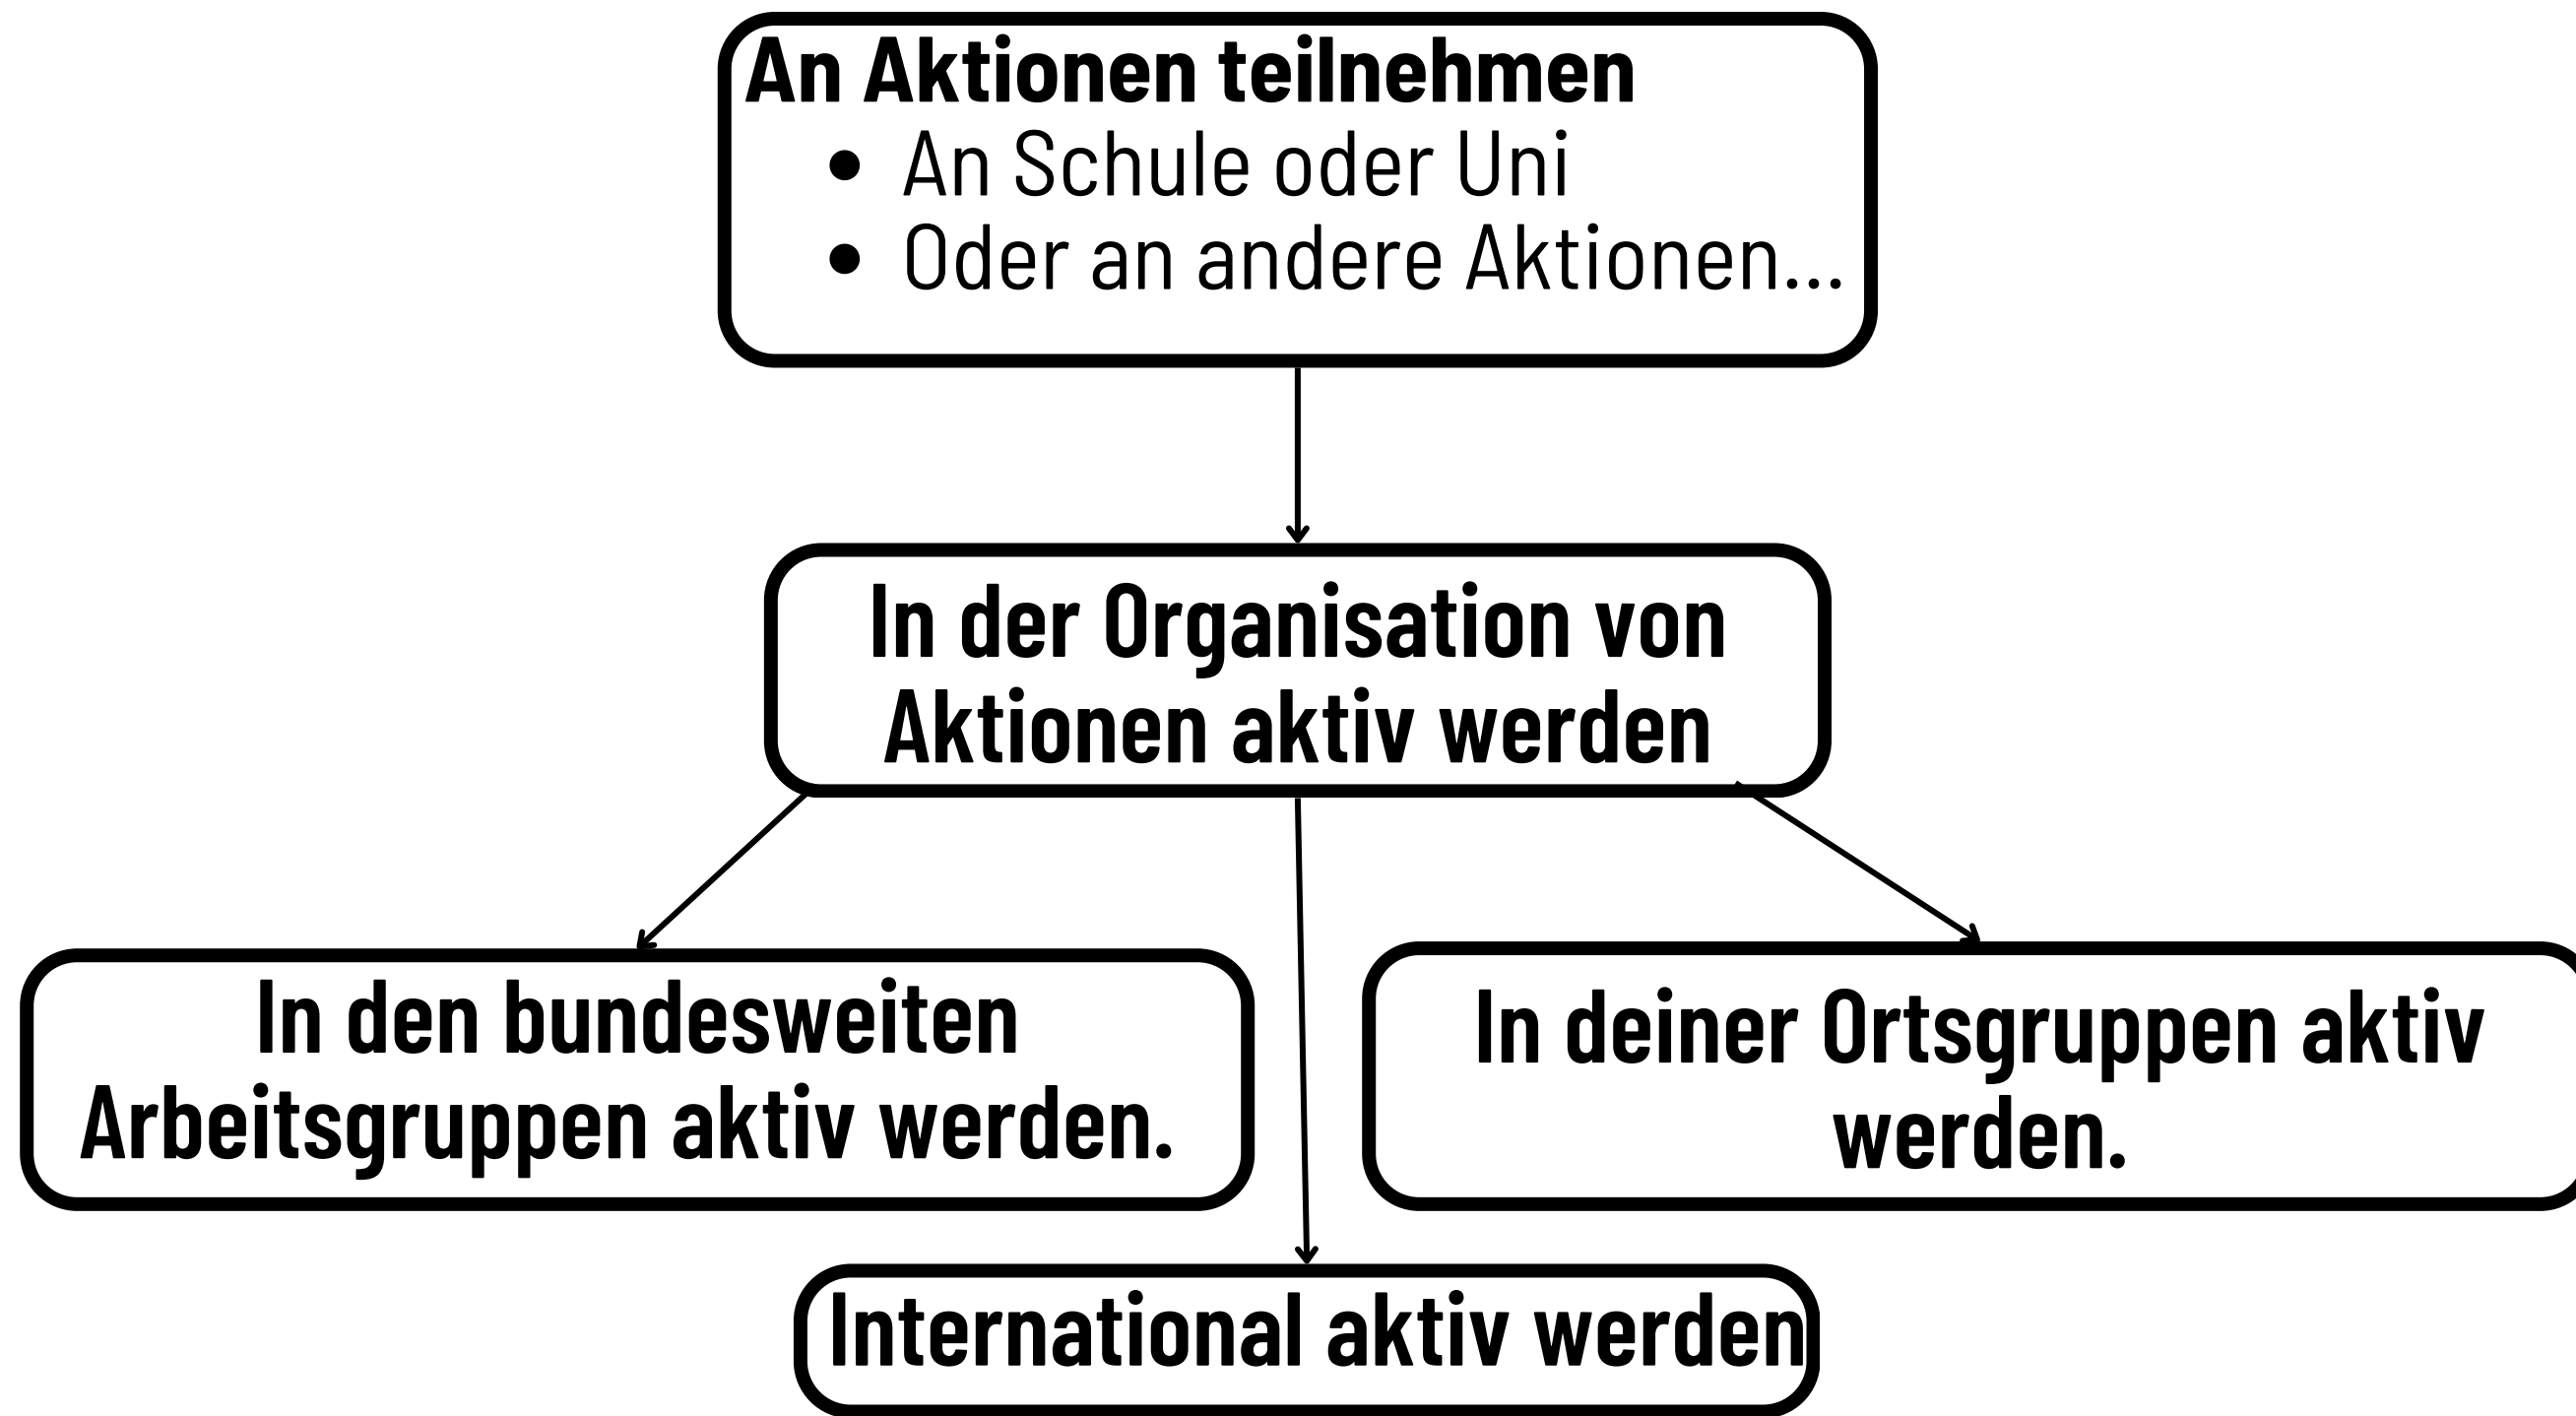 An Aktionen teilnehmen
• An Schule oder Uni
• Oder an andere Aktionen...
In der Organisation von
Aktionen aktiv werden
In den bundesweiten
Arbeitsgruppen aktiv werden.
In deiner Ortsgruppen aktiv
werden.
International aktiv werden